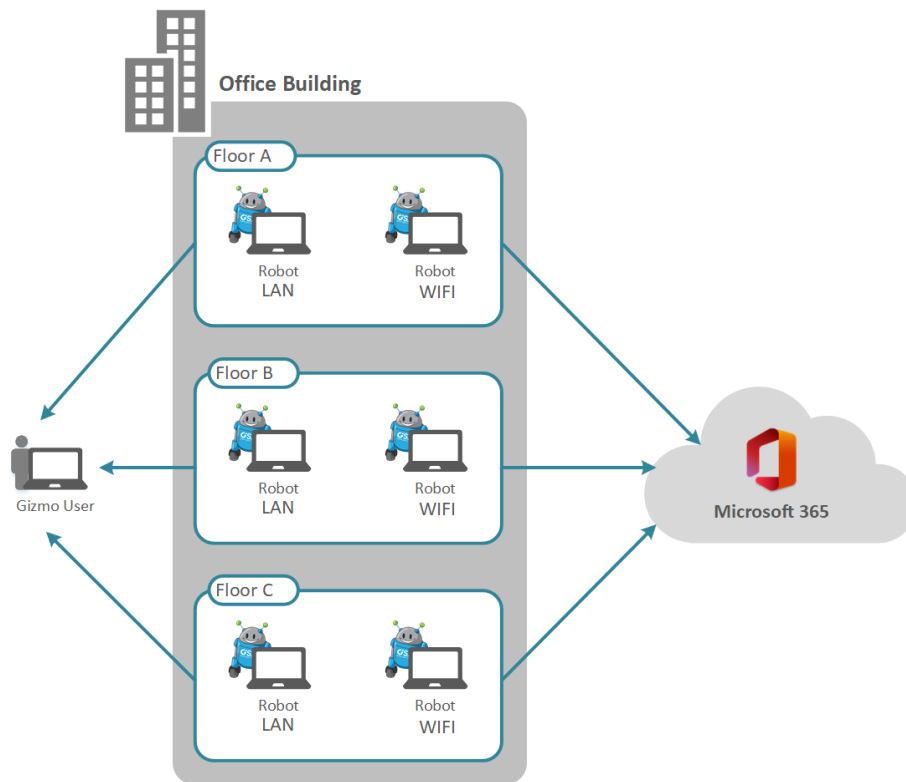 Office Building
Floor A
Robot
LAN
Robot
WIFI
Floor B
Robot
LAN
Robot
WIFI
Gizmo User
Microsoft 365
Floor C
Robot
LAN
Robot
WIFI